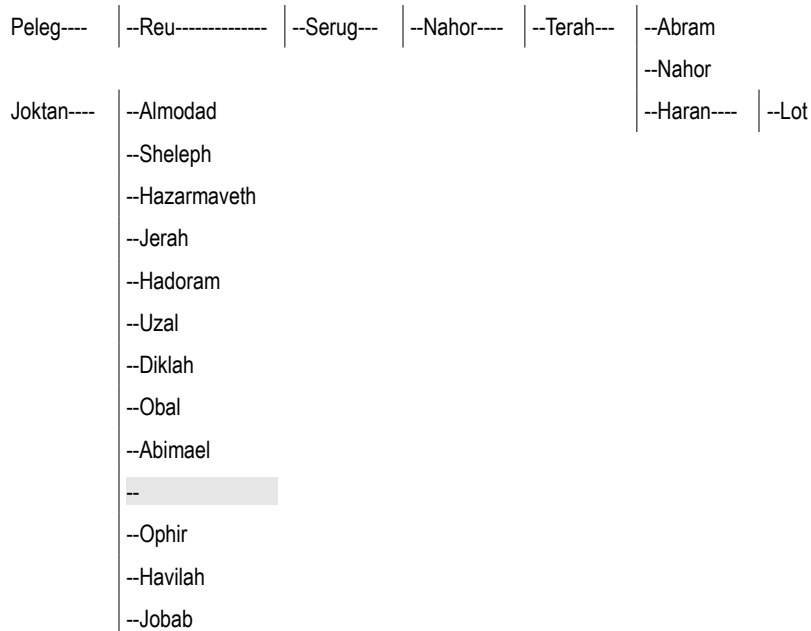 Peleg---- --Reu-------------- --Serug--- --Nahor---- --Terah--- --Abram
--Nahor
Joktan---- --Almodad --Haran---- --Lot
--Sheleph
--Hazarmaveth
--Jerah
--Hadoram
--Uzal
--Diklah
--Obal
--Abimael
--
--Ophir
--Havilah
--Jobab